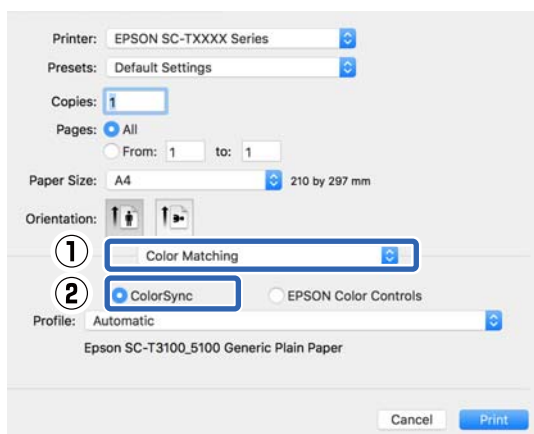 Printer: EPSON SC-TXXXX Series
Presets: Default Settings
Copies: 1
Pages: All
From: 1 to: 1
Paper Size: A4 210 by 297 mm
Orientation:
① Color Matching
② ColorSync EPSON Color Controls
Profile: Automatic
Epson SC-T3100_5100 Generic Plain Paper
Cancel Print